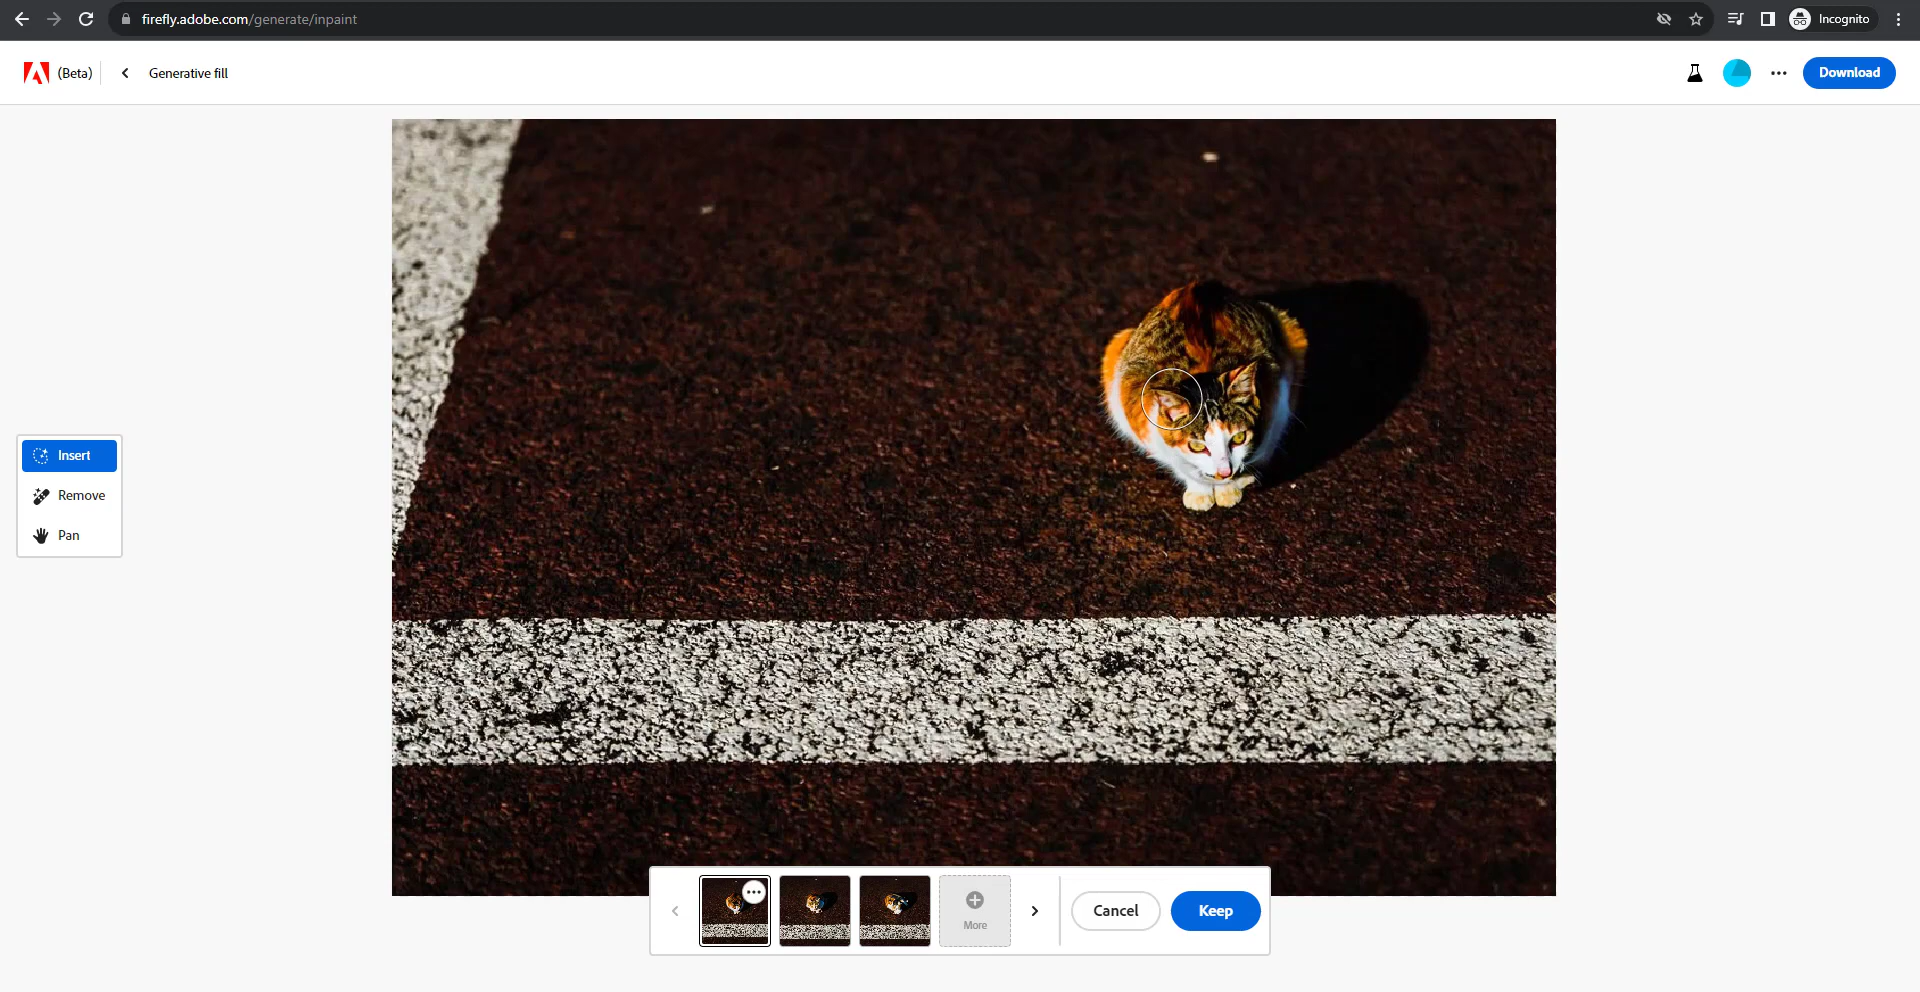 firefly.adobe.com/generate/inpaint
Incognito
(Beta)
Generative fill
Download
Insert
Remove
Pan
More
Cancel
Keep